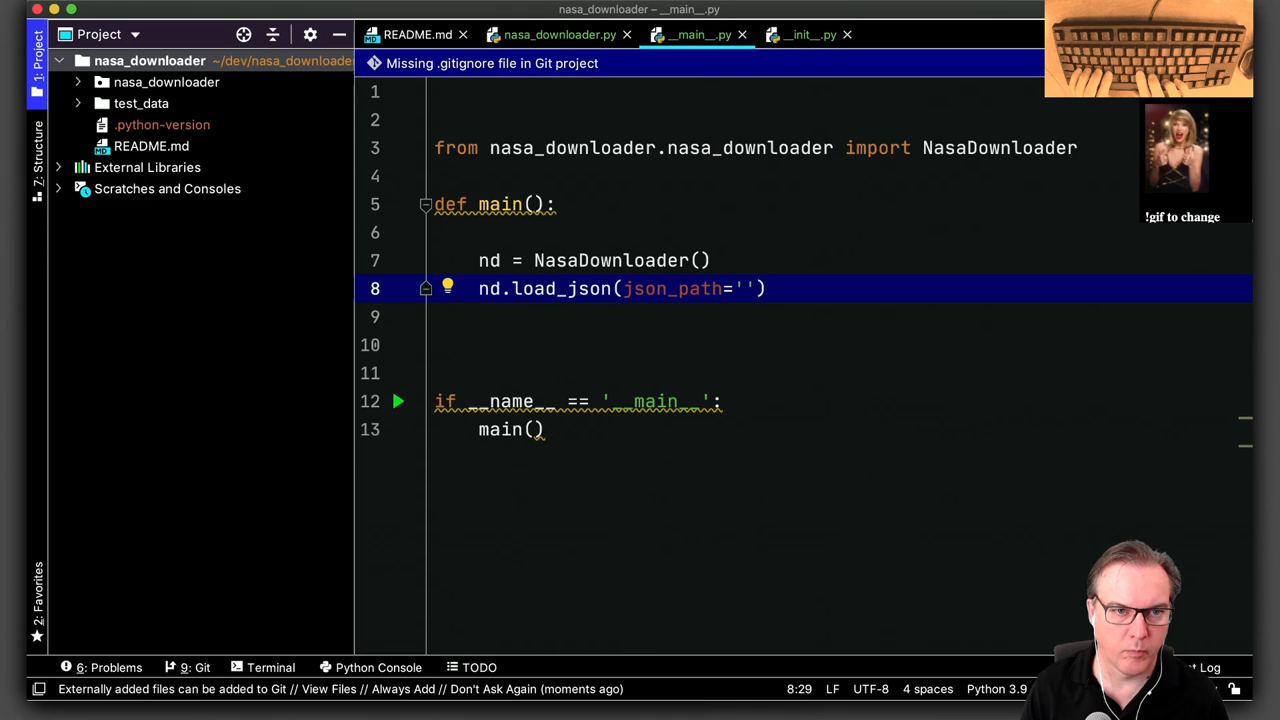 nasa_downloader – __main__.py
Project
README.md
nasa_downloader.py
__main__.py
__init__.py
1: Project
nasa_downloader ~/dev/nasa_downloader
Missing .gitignore file in Git project
nasa_downloader
test_data
.python-version
README.md
External Libraries
Scratches and Consoles
7: Structure
2: Favorites
1
2
3 from nasa_downloader.nasa_downloader import NasaDownloader
4
5 def main():
6
7 nd = NasaDownloader()
8 nd.load_json(json_path='')
9
10
11
12 if __name__ == '__main__':
13 main()
!gif to change
6: Problems 9: Git Terminal Python Console TODO t Log
Externally added files can be added to Git // View Files // Always Add // Don't Ask Again (moments ago) 8:29 LF UTF-8 4 spaces Python 3.9